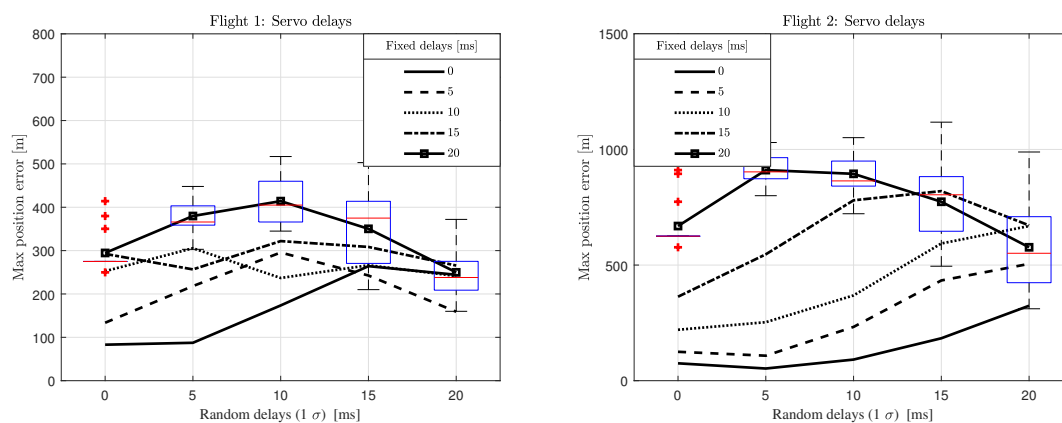 Flight 1: Servo delays
800
700
600
500
400
300
200
100
0
Max position error [m]
Fixed delays [ms]
0
5
10
15
20
0 5 10 15 20
Random delays (1 σ) [ms]
Flight 2: Servo delays
1500
1000
500
0
Max position error [m]
Fixed delays [ms]
0
5
10
15
20
0 5 10 15 20
Random delays (1 σ) [ms]